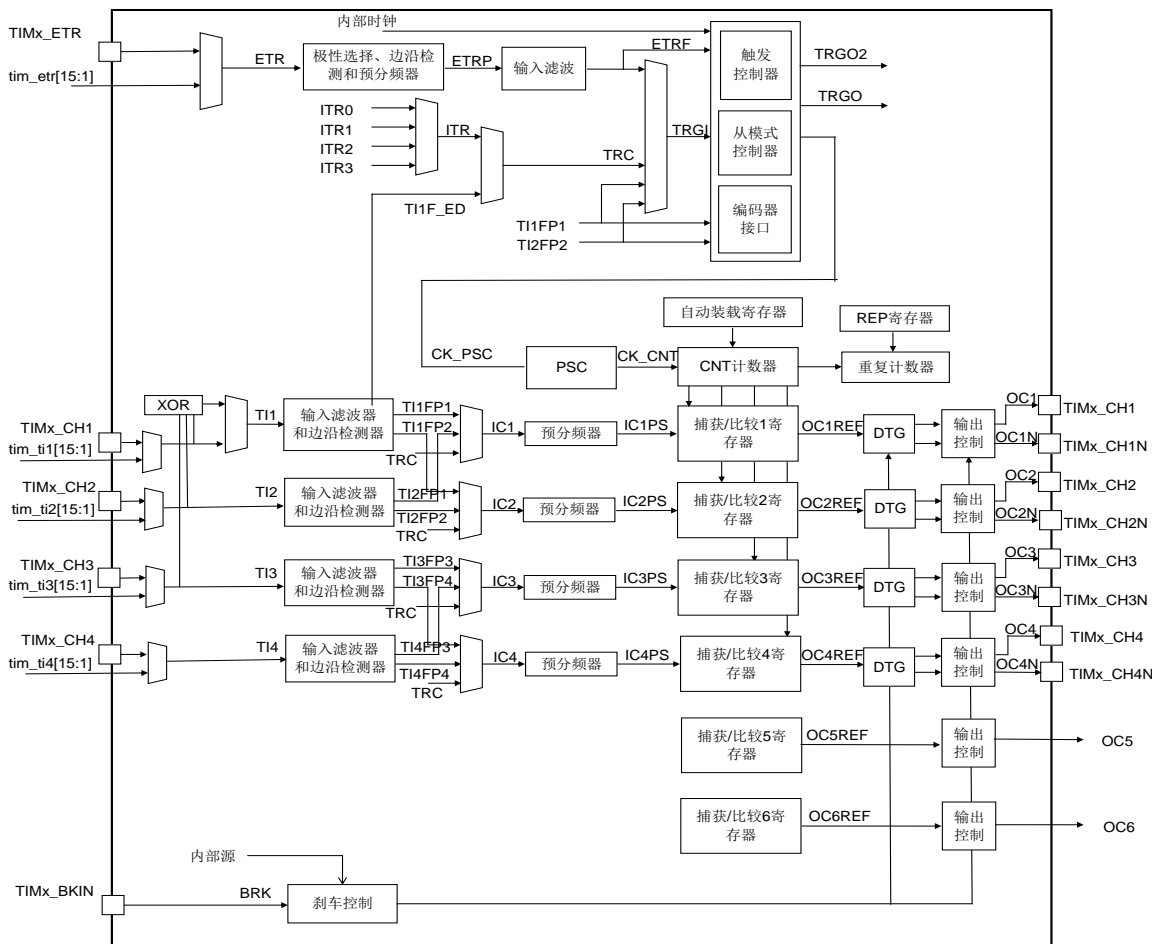 内部时钟
TIMx_ETR
tim_etr[15:1]
ETR
极性选择、边沿检
测和预分频器
ETRP
输入滤波
ETRF
触发
控制器
TRGO2
TRGO
ITR0
ITR1
ITR2
ITR3
ITR
TRC
TRGI
从模式
控制器
TI1F_ED
TI1FP1
TI2FP2
编码器
接口
自动装载寄存器
REP寄存器
CK_PSC
PSC
CK_CNT
CNT计数器
重复计数器
XOR
TIMx_CH1
tim_ti1[15:1]
TI1
输入滤波器
和边沿检测器
TI1FP1
TI1FP2
TRC
IC1
预分频器
IC1PS
捕获/比较1寄
存器
OC1REF
DTG
输出
控制
OC1
OC1N
TIMx_CH1
TIMx_CH1N
TIMx_CH2
tim_ti2[15:1]
TI2
输入滤波器
和边沿检测器
TI2FP1
TI2FP2
TRC
IC2
预分频器
IC2PS
捕获/比较2寄
存器
OC2REF
DTG
输出
控制
OC2
OC2N
TIMx_CH2
TIMx_CH2N
TIMx_CH3
tim_ti3[15:1]
TI3
输入滤波器
和边沿检测器
TI3FP3
TI3FP4
TRC
IC3
预分频器
IC3PS
捕获/比较3寄
存器
OC3REF
DTG
输出
控制
OC3
OC3N
TIMx_CH3
TIMx_CH3N
TIMx_CH4
tim_ti4[15:1]
TI4
输入滤波器
和边沿检测器
TI4FP3
TI4FP4
TRC
IC4
预分频器
IC4PS
捕获/比较4寄
存器
OC4REF
DTG
输出
控制
OC4
OC4N
TIMx_CH4
TIMx_CH4N
捕获/比较5寄
存器
OC5REF
输出
控制
OC5
捕获/比较6寄
存器
OC6REF
输出
控制
OC6
内部源
TIMx_BKIN
BRK
刹车控制